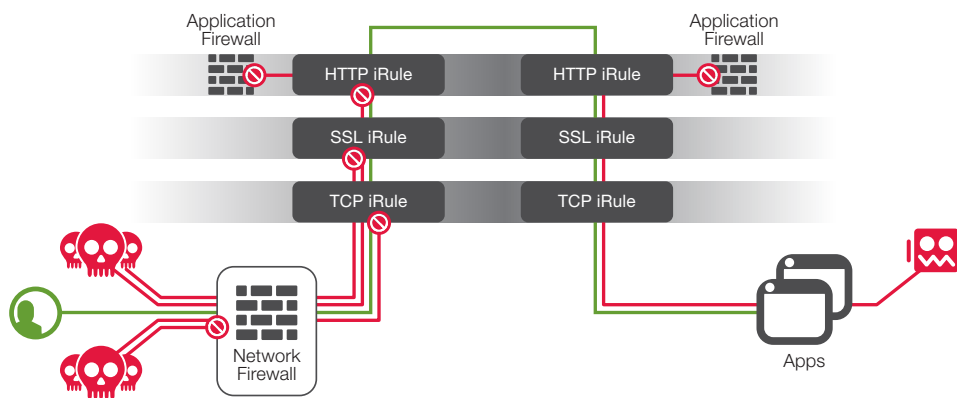 Application
Firewall
Application
Firewall
HTTP iRule
HTTP iRule
SSL iRule
SSL iRule
TCP iRule
TCP iRule
Network
Firewall
Apps